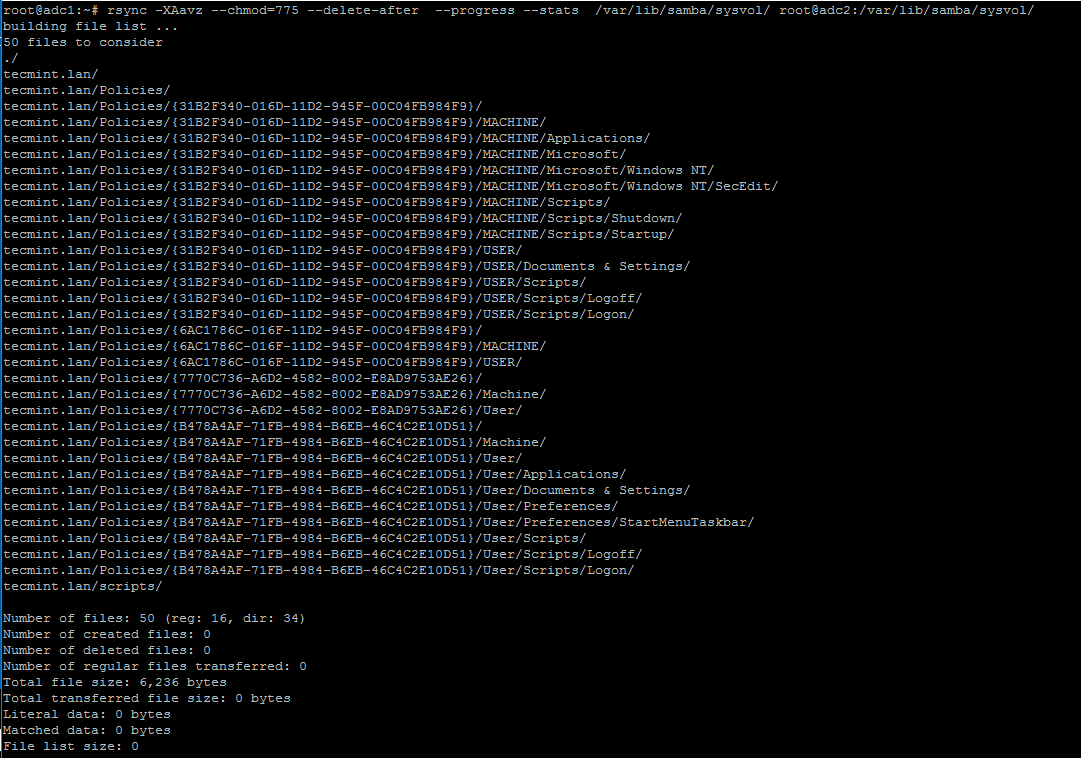 root@adc1:~# rsync -XAavz --chmod=775 --delete-after  --progress --stats  /var/lib/samba/sysvol/ root@adc2:/var/lib/samba/sysvol/
building file list ...
50 files to consider
./
tecmint.lan/
tecmint.lan/Policies/
tecmint.lan/Policies/{31B2F340-016D-11D2-945F-00C04FB984F9}/
tecmint.lan/Policies/{31B2F340-016D-11D2-945F-00C04FB984F9}/MACHINE/
tecmint.lan/Policies/{31B2F340-016D-11D2-945F-00C04FB984F9}/MACHINE/Applications/
tecmint.lan/Policies/{31B2F340-016D-11D2-945F-00C04FB984F9}/MACHINE/Microsoft/
tecmint.lan/Policies/{31B2F340-016D-11D2-945F-00C04FB984F9}/MACHINE/Microsoft/Windows NT/
tecmint.lan/Policies/{31B2F340-016D-11D2-945F-00C04FB984F9}/MACHINE/Microsoft/Windows NT/SecEdit/
tecmint.lan/Policies/{31B2F340-016D-11D2-945F-00C04FB984F9}/MACHINE/Scripts/
tecmint.lan/Policies/{31B2F340-016D-11D2-945F-00C04FB984F9}/MACHINE/Scripts/Shutdown/
tecmint.lan/Policies/{31B2F340-016D-11D2-945F-00C04FB984F9}/MACHINE/Scripts/Startup/
tecmint.lan/Policies/{31B2F340-016D-11D2-945F-00C04FB984F9}/USER/
tecmint.lan/Policies/{31B2F340-016D-11D2-945F-00C04FB984F9}/USER/Documents & Settings/
tecmint.lan/Policies/{31B2F340-016D-11D2-945F-00C04FB984F9}/USER/Scripts/
tecmint.lan/Policies/{31B2F340-016D-11D2-945F-00C04FB984F9}/USER/Scripts/Logoff/
tecmint.lan/Policies/{31B2F340-016D-11D2-945F-00C04FB984F9}/USER/Scripts/Logon/
tecmint.lan/Policies/{6AC1786C-016F-11D2-945F-00C04FB984F9}/
tecmint.lan/Policies/{6AC1786C-016F-11D2-945F-00C04FB984F9}/MACHINE/
tecmint.lan/Policies/{6AC1786C-016F-11D2-945F-00C04FB984F9}/USER/
tecmint.lan/Policies/{7770C736-A6D2-4582-8002-E8AD9753AE26}/
tecmint.lan/Policies/{7770C736-A6D2-4582-8002-E8AD9753AE26}/Machine/
tecmint.lan/Policies/{7770C736-A6D2-4582-8002-E8AD9753AE26}/User/
tecmint.lan/Policies/{B478A4AF-71FB-4984-B6EB-46C4C2E10D51}/
tecmint.lan/Policies/{B478A4AF-71FB-4984-B6EB-46C4C2E10D51}/Machine/
tecmint.lan/Policies/{B478A4AF-71FB-4984-B6EB-46C4C2E10D51}/User/
tecmint.lan/Policies/{B478A4AF-71FB-4984-B6EB-46C4C2E10D51}/User/Applications/
tecmint.lan/Policies/{B478A4AF-71FB-4984-B6EB-46C4C2E10D51}/User/Documents & Settings/
tecmint.lan/Policies/{B478A4AF-71FB-4984-B6EB-46C4C2E10D51}/User/Preferences/
tecmint.lan/Policies/{B478A4AF-71FB-4984-B6EB-46C4C2E10D51}/User/Preferences/StartMenuTaskbar/
tecmint.lan/Policies/{B478A4AF-71FB-4984-B6EB-46C4C2E10D51}/User/Scripts/
tecmint.lan/Policies/{B478A4AF-71FB-4984-B6EB-46C4C2E10D51}/User/Scripts/Logoff/
tecmint.lan/Policies/{B478A4AF-71FB-4984-B6EB-46C4C2E10D51}/User/Scripts/Logon/
tecmint.lan/scripts/

Number of files: 50 (reg: 16, dir: 34)
Number of created files: 0
Number of deleted files: 0
Number of regular files transferred: 0
Total file size: 6,236 bytes
Total transferred file size: 0 bytes
Literal data: 0 bytes
Matched data: 0 bytes
File list size: 0